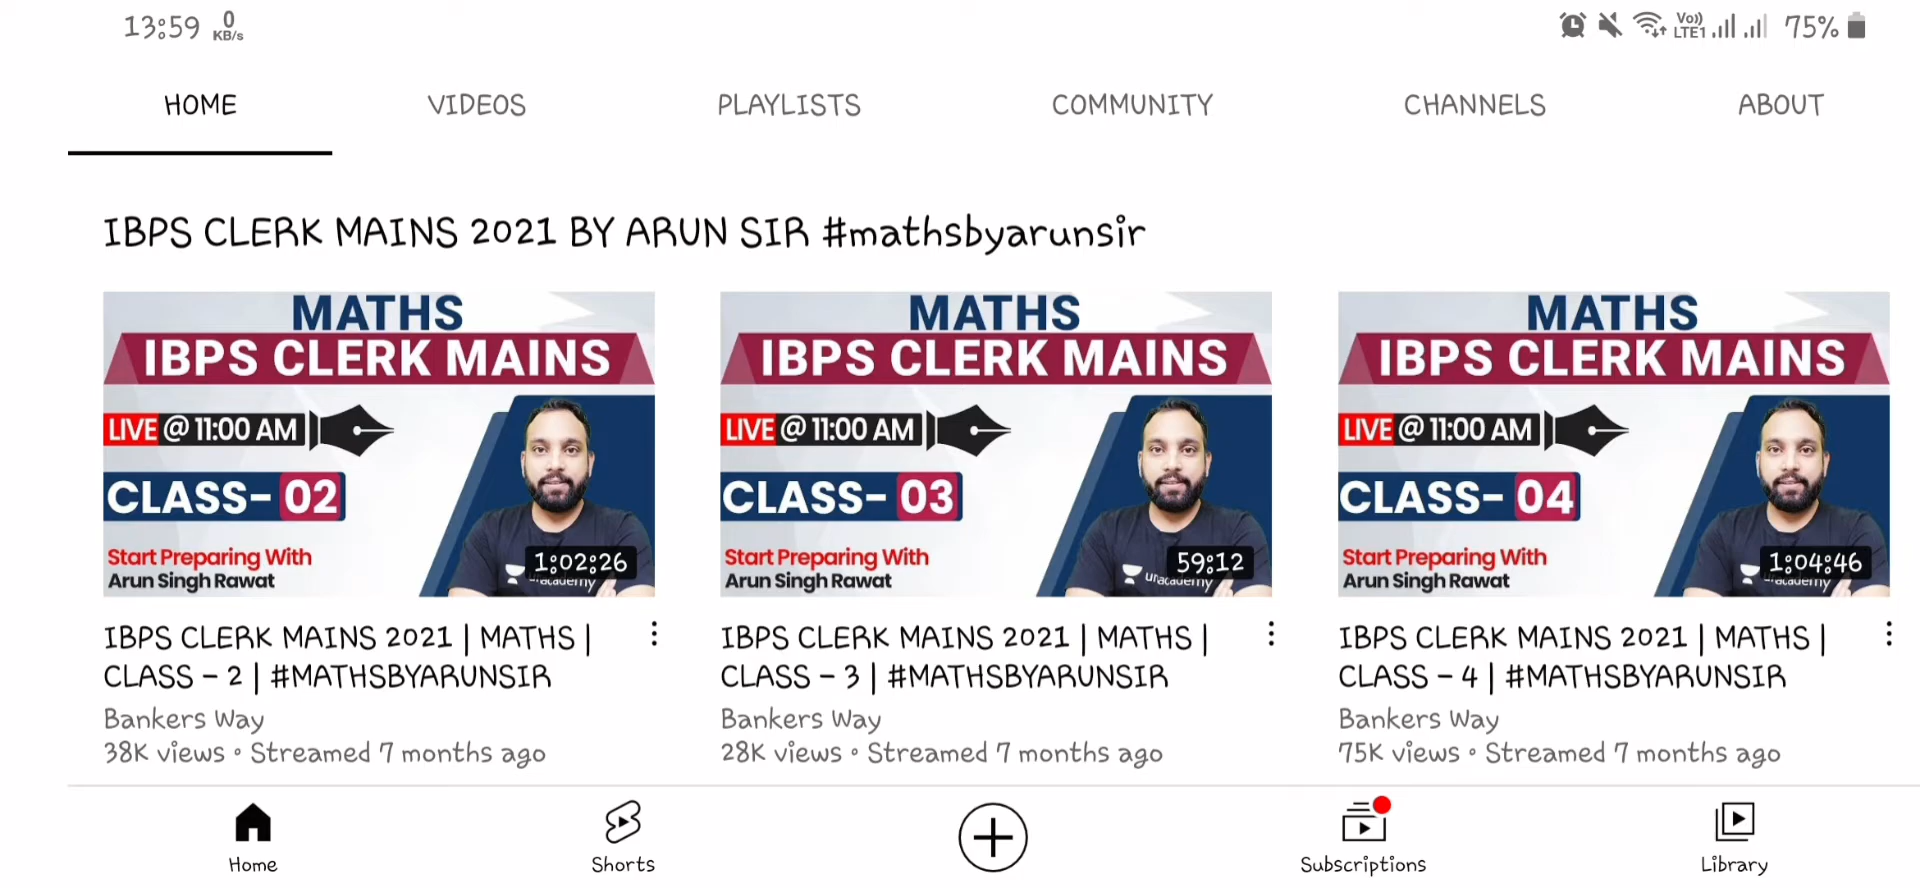 13:59 0 KB/s Vo)) LTE1 75%
HOME VIDEOS PLAYLISTS COMMUNITY CHANNELS ABOUT
IBPS CLERK MAINS 2021 BY ARUN SIR #mathsbyarunsir
MATHS
IBPS CLERK MAINS
LIVE @ 11:00 AM
CLASS- 02
Start Preparing With
Arun Singh Rawat
unacademy
1:02:26
IBPS CLERK MAINS 2021 | MATHS |
CLASS – 2 | #MATHSBYARUNSIR
Bankers Way
38K views • Streamed 7 months ago
MATHS
IBPS CLERK MAINS
LIVE @ 11:00 AM
CLASS- 03
Start Preparing With
Arun Singh Rawat
unacademy
59:12
IBPS CLERK MAINS 2021 | MATHS |
CLASS – 3 | #MATHSBYARUNSIR
Bankers Way
28K views • Streamed 7 months ago
MATHS
IBPS CLERK MAINS
LIVE @ 11:00 AM
CLASS- 04
Start Preparing With
Arun Singh Rawat
unacademy
1:04:46
IBPS CLERK MAINS 2021 | MATHS |
CLASS – 4 | #MATHSBYARUNSIR
Bankers Way
75K views • Streamed 7 months ago
Home Shorts Subscriptions Library